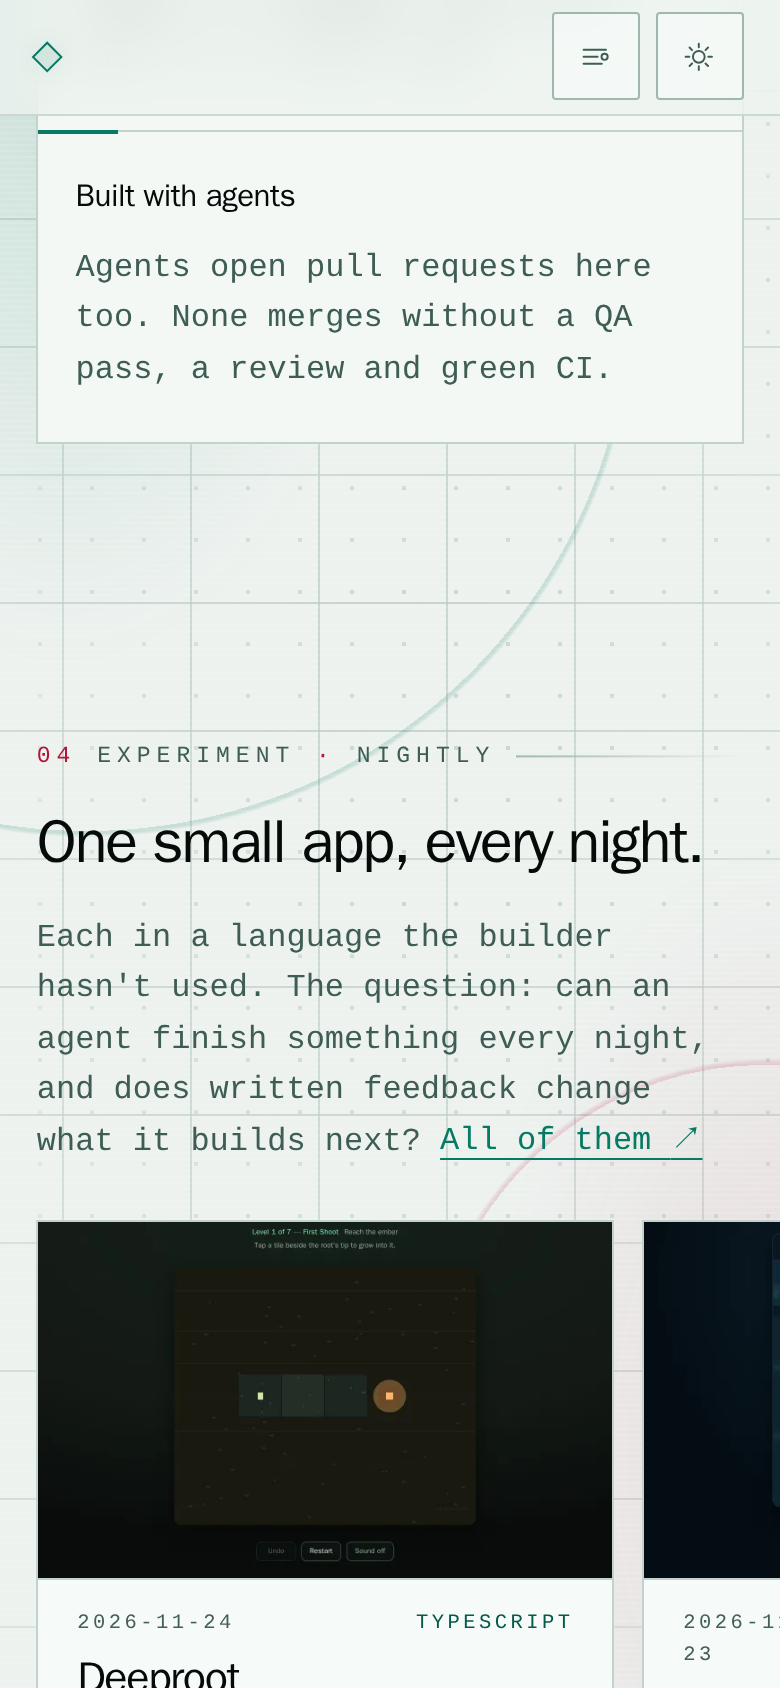 Built with agents
Agents open pull requests here
too. None merges without a QA
pass, a review and green CI.
04 EXPERIMENT · NIGHTLY
One small app, every night.
Each in a language the builder
hasn't used. The question: can an
agent finish something every night,
and does written feedback change
what it builds next? All of them ↗
Level 1 of 7 — First Shoot Reach the ember
Tap a tile beside the root's tip to grow into it.
Undo Restart Sound off
2026-11-24 TYPESCRIPT
Deeproot
23